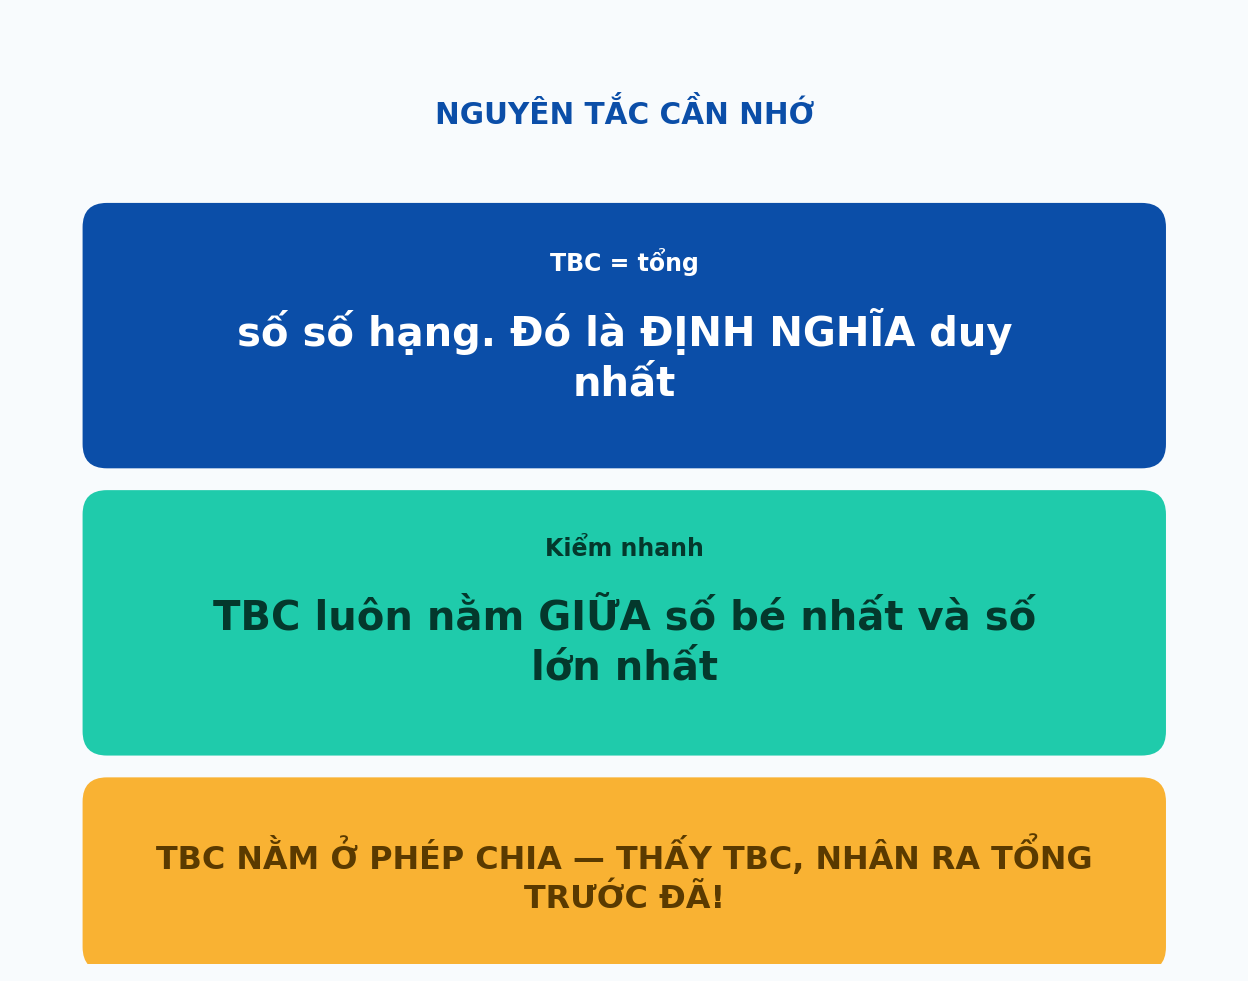 NGUYÊN TẮC CẦN NHỚ
TBC = tổng
số số hạng. Đó là ĐỊNH NGHĨA duy
nhất
Kiểm nhanh
TBC luôn nằm GIỮA số bé nhất và số
lớn nhất
TBC NẰM Ở PHÉP CHIA — THẤY TBC, NHÂN RA TỔNG
TRƯỚC ĐÃ!